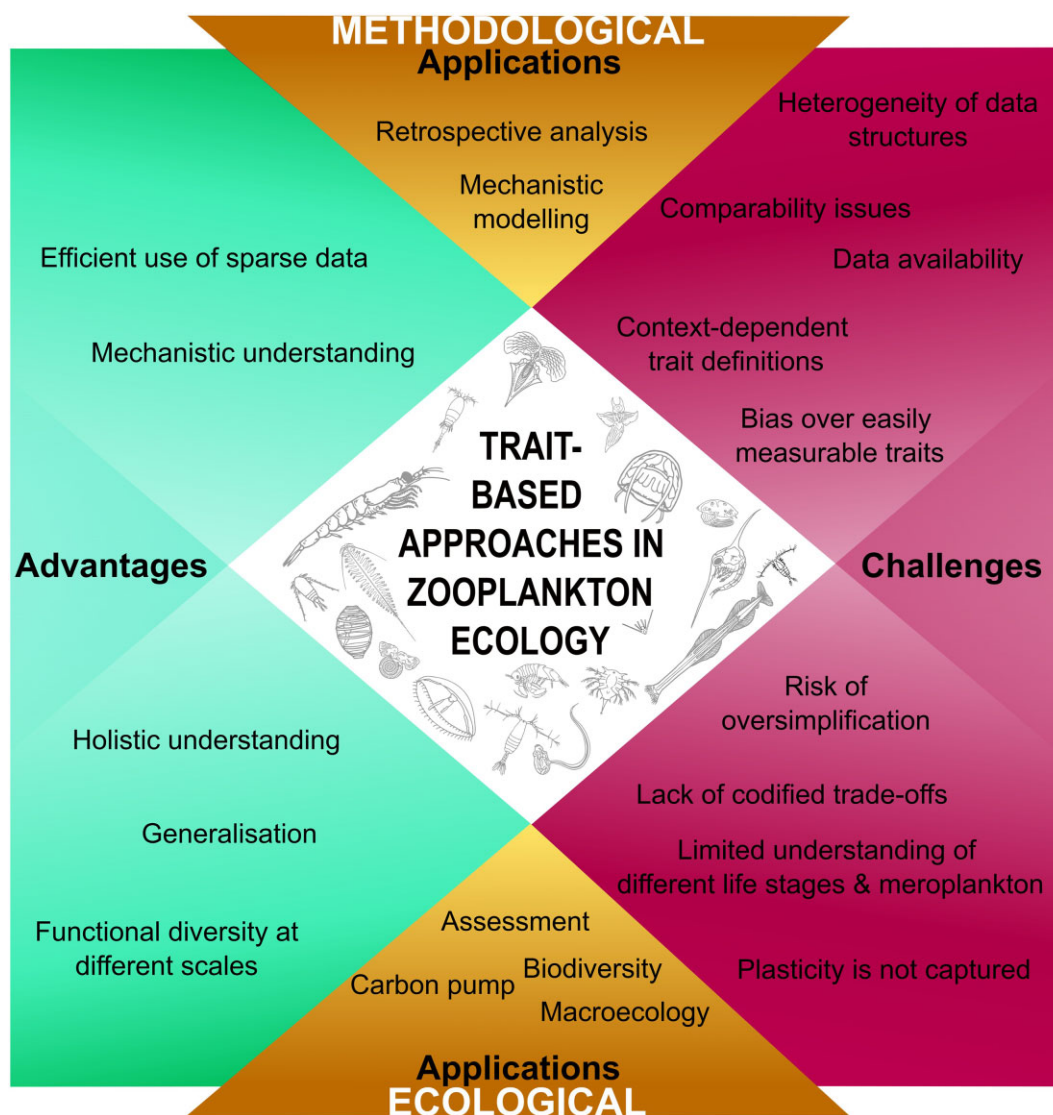 METHODOLOGICAL
Applications
Retrospective analysis
Mechanistic
modelling
Efficient use of sparse data
Mechanistic understanding
Heterogeneity of data
structures
Comparability issues
Data availability
Context-dependent
trait definitions
Bias over easily
measurable traits
Advantages
TRAIT-
BASED
APPROACHES IN
ZOOPLANKTON
ECOLOGY
Challenges
Holistic understanding
Generalisation
Functional diversity at
different scales
Risk of
oversimplification
Lack of codified trade-offs
Limited understanding of
different life stages & meroplankton
Plasticity is not captured
Assessment
Biodiversity
Carbon pump
Macroecology
Applications
ECOLOGICAL